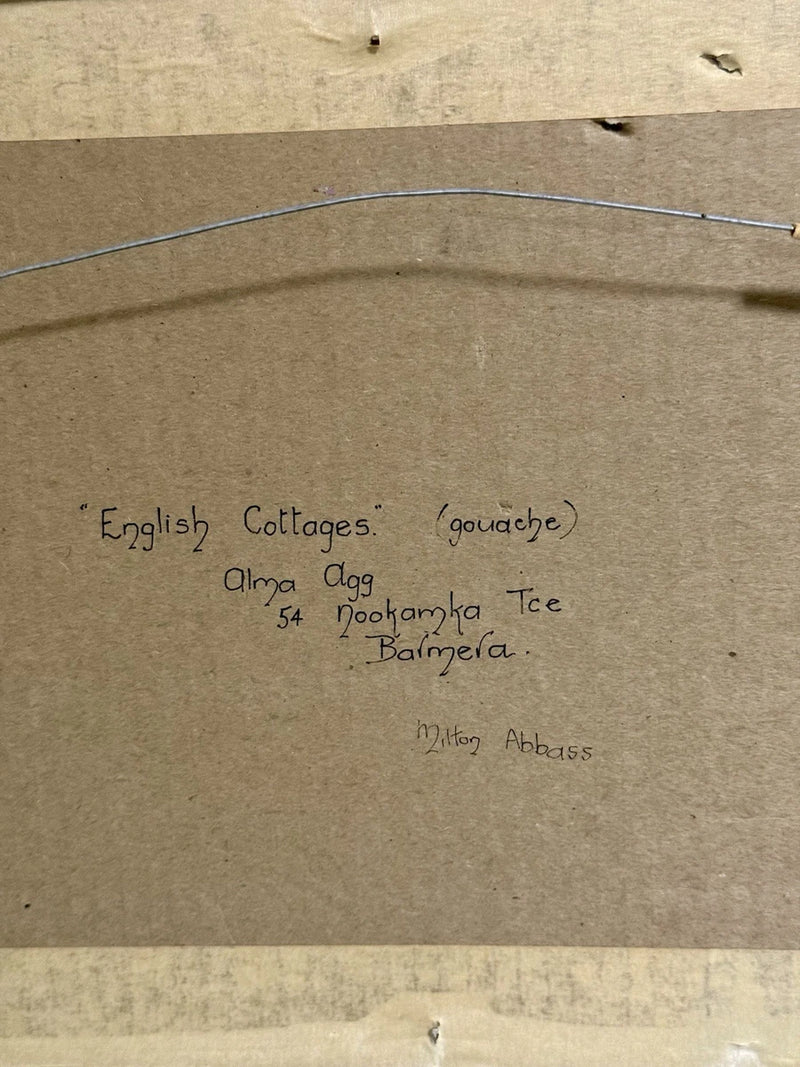 "English Cottages." (gouache)
Alma Agg
54 Nookamka Tce
Barmera.
Milton Abbass